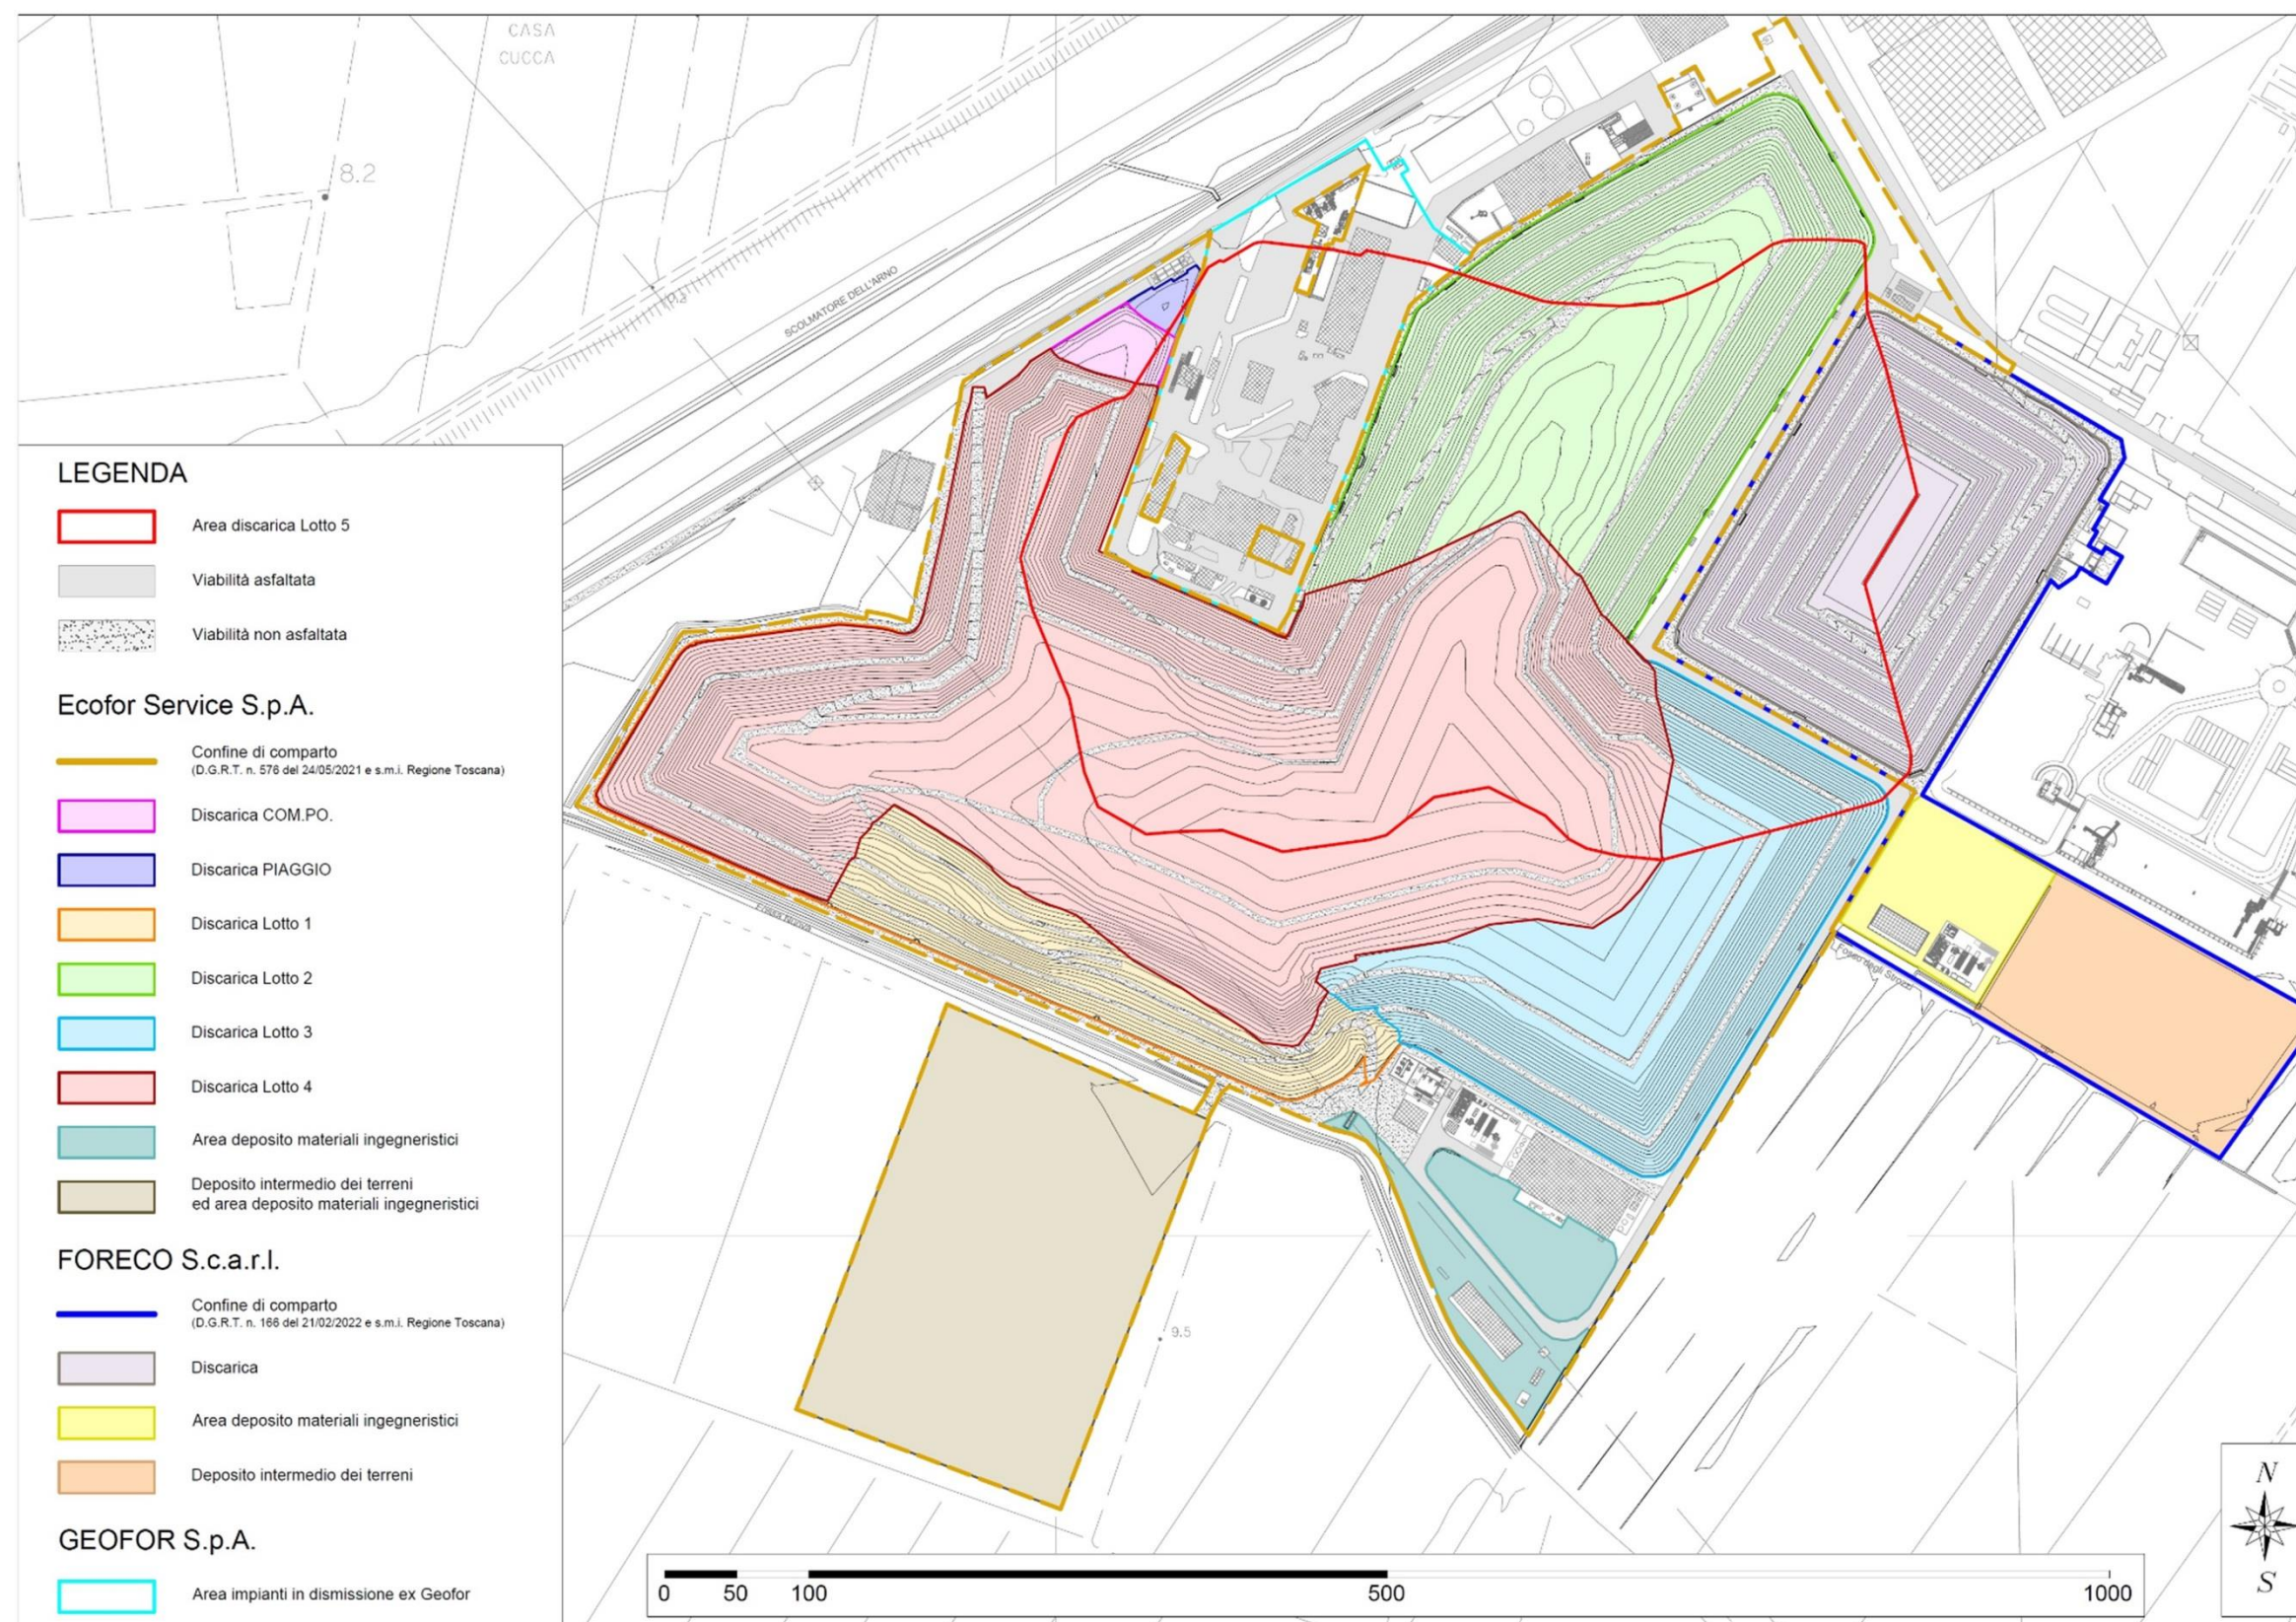 CASA
CUCCA
8.2
SCOLMATORE DELL'ARNO
LEGENDA
Area discarica Lotto 5
Viabilità asfaltata
Viabilità non asfaltata
Ecofor Service S.p.A.
Confine di comparto
(D.G.R.T. n. 576 del 24/05/2021 e s.m.i. Regione Toscana)
Discarica COM.PO.
Discarica PIAGGIO
Discarica Lotto 1
Discarica Lotto 2
Discarica Lotto 3
Discarica Lotto 4
Area deposito materiali ingegneristici
Deposito intermedio dei terreni
ed area deposito materiali ingegneristici
FORECO S.c.a.r.l.
Confine di comparto
(D.G.R.T. n. 166 del 21/02/2022 e s.m.i. Regione Toscana)
Discarica
Area deposito materiali ingegneristici
Deposito intermedio dei terreni
GEOFOR S.p.A.
Area impianti in dismissione ex Geofor
Fosso degli Strozzi
9.5
0 50 100 500 1000
N
S